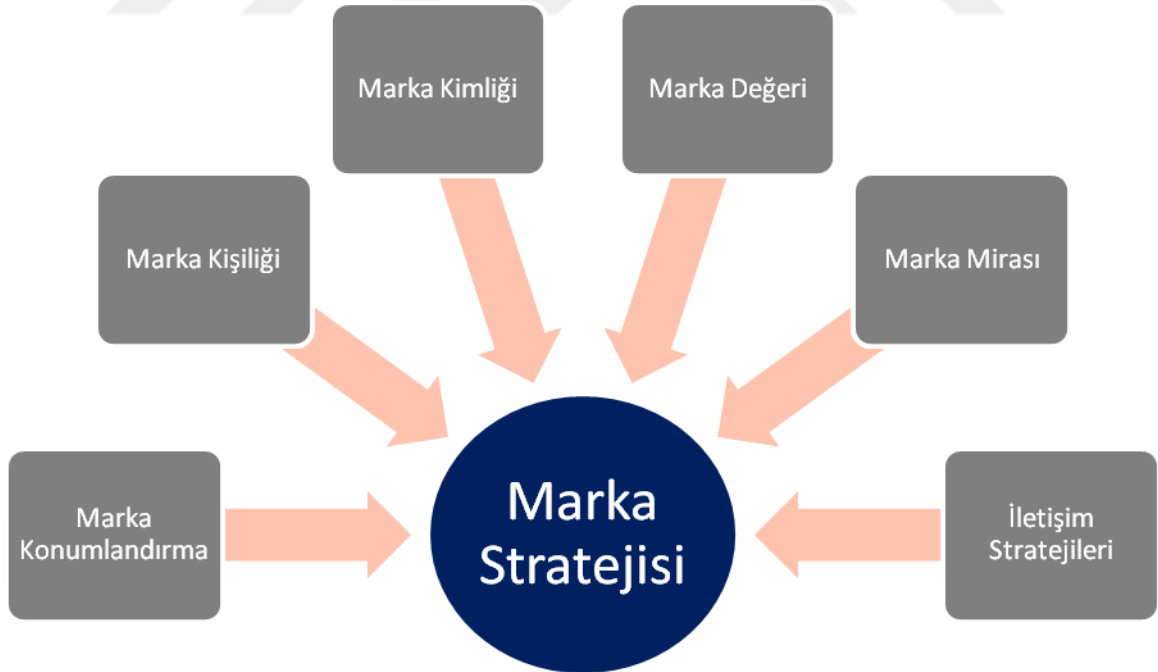 Marka Kimliği
Marka Değeri
Marka Kişiliği
Marka Mirası
Marka
Konumlandırma
Marka
Stratejisi
İletişim
Stratejileri